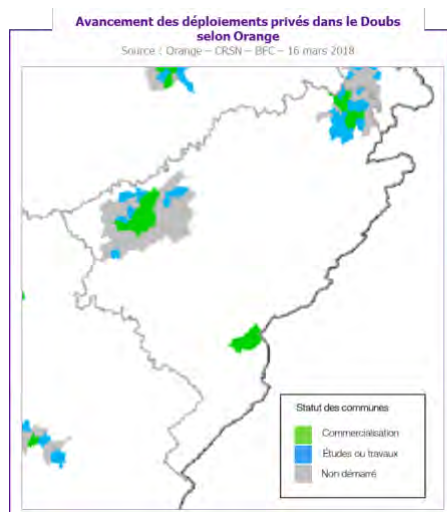 Avancement des déploiements privés dans le Doubs
selon Orange
Source : Orange – CRSN – BFC – 16 mars 2018
Statut des communes
Commercialisation
Études ou travaux
Non démarré